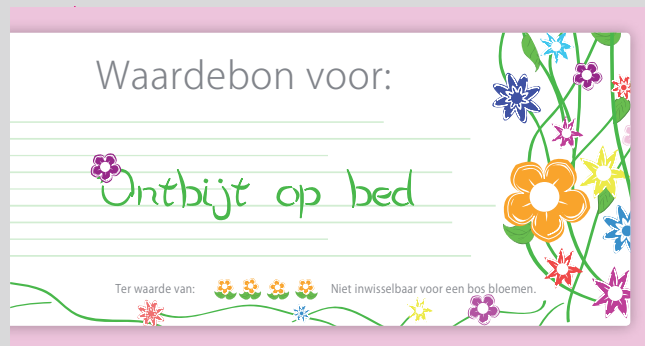 Waardebon voor:
Ontbijt op bed
Ter waarde van: Niet inwisselbaar voor een bos bloemen.